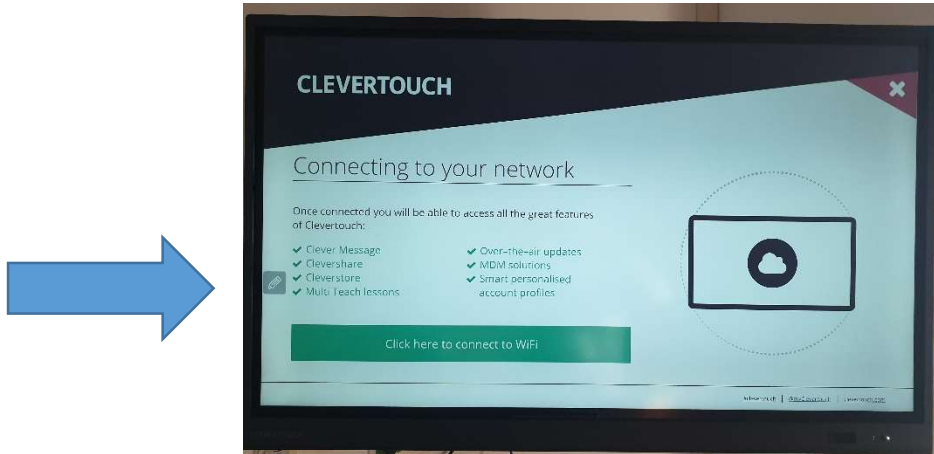 CLEVERTOUCH
Connecting to your network
Once connected you will be able to access all the great features
of Clevertouch:
✔ Clever Message
✔ Clevershare
✔ Cleverstore
✔ Multi Teach lessons
✔ Over-the-air updates
✔ MDM solutions
✔ Smart personalised
account profiles
Click here to connect to WiFi